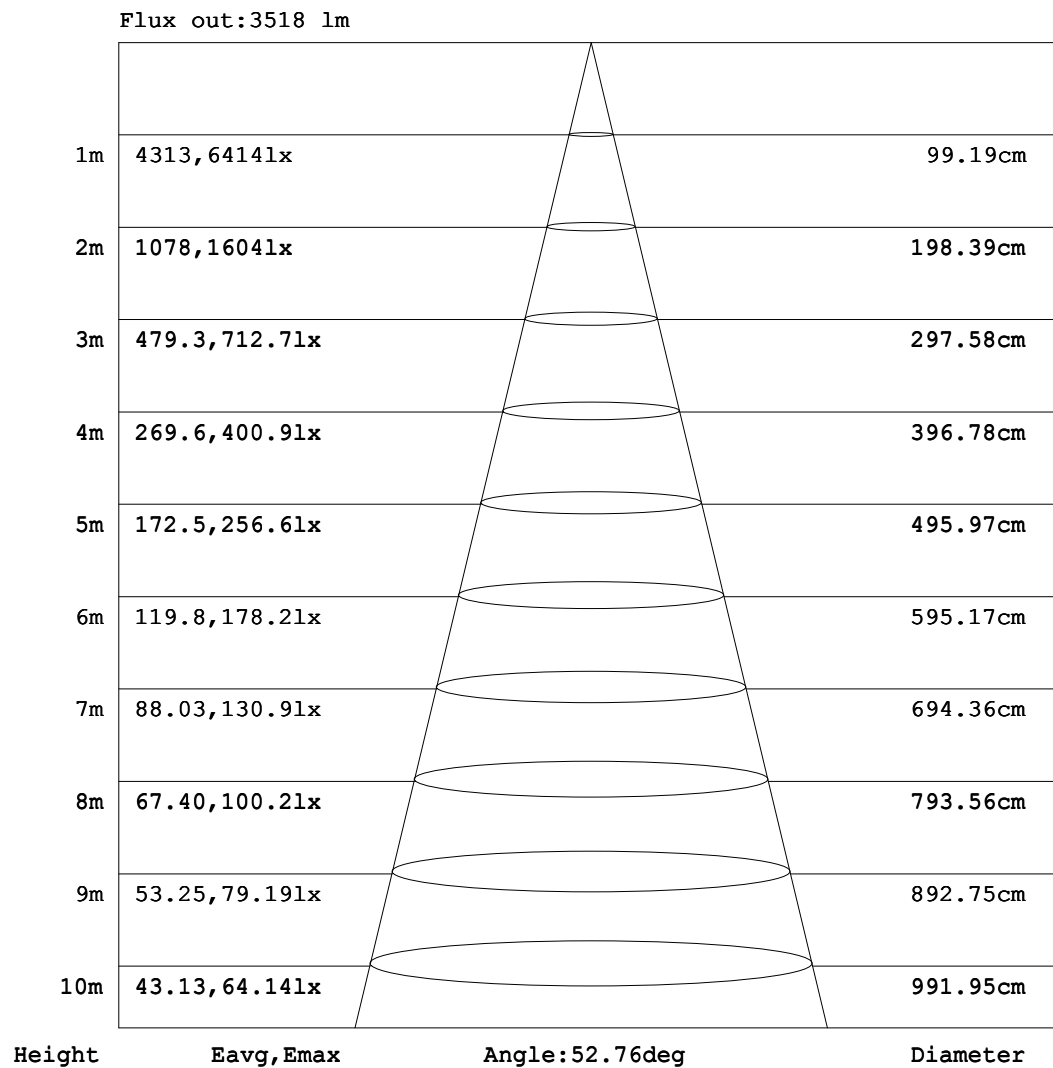 Flux out:3518 lm
1m 4313,6414lx 99.19cm
2m 1078,1604lx 198.39cm
3m 479.3,712.7lx 297.58cm
4m 269.6,400.9lx 396.78cm
5m 172.5,256.6lx 495.97cm
6m 119.8,178.2lx 595.17cm
7m 88.03,130.9lx 694.36cm
8m 67.40,100.2lx 793.56cm
9m 53.25,79.19lx 892.75cm
10m 43.13,64.14lx 991.95cm
Height Eavg,Emax Angle:52.76deg Diameter